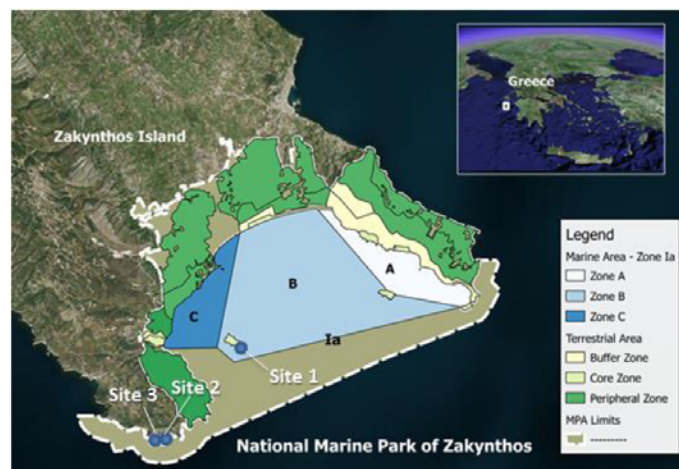 Greece
Zakynthos Island
Legend
Marine Area - Zone Ia
Zone A
Zone B
Zone C
Terrestrial Area
Buffer Zone
Core Zone
Peripheral Zone
MPA Limits
---------
A
B
C
Ia
Site 1
Site 2
Site 3
National Marine Park of Zakynthos